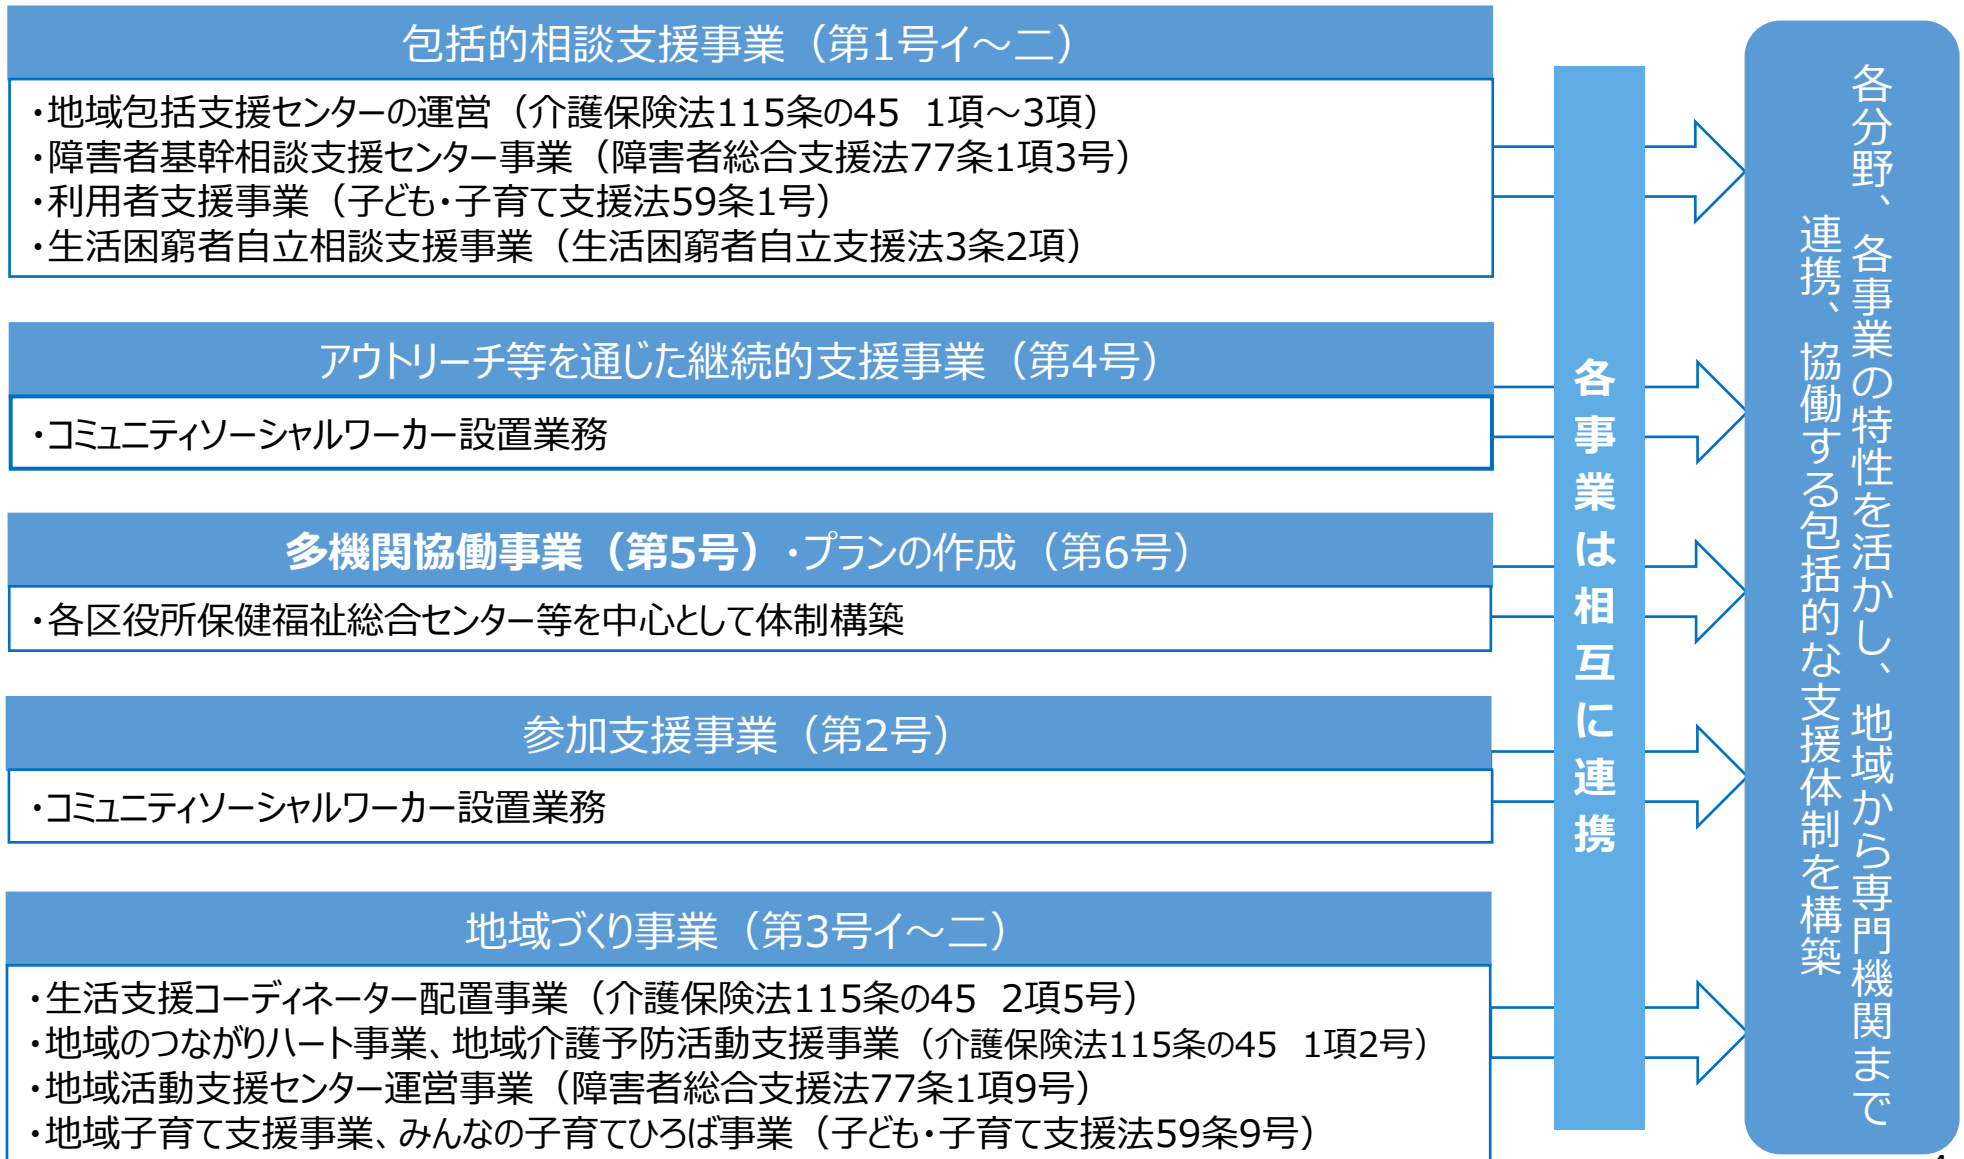 包括的相談支援事業（第1号イ～ニ）
・地域包括支援センターの運営（介護保険法115条の45 1項～3項）
・障害者基幹相談支援センター事業（障害者総合支援法77条1項3号）
・利用者支援事業（子ども・子育て支援法59条1号）
・生活困窮者自立相談支援事業（生活困窮者自立支援法3条2項）
アウトリーチ等を通じた継続的支援事業（第4号）
・コミュニティソーシャルワーカー設置業務
多機関協働事業（第5号）・プランの作成（第6号）
・各区役所保健福祉総合センター等を中心として体制構築
参加支援事業（第2号）
・コミュニティソーシャルワーカー設置業務
地域づくり事業（第3号イ～ニ）
・生活支援コーディネーター配置事業（介護保険法115条の45 2項5号）
・地域のつながりハート事業、地域介護予防活動支援事業（介護保険法115条の45 1項2号）
・地域活動支援センター運営事業（障害者総合支援法77条1項9号）
・地域子育て支援事業、みんなの子育てひろば事業（子ども・子育て支援法59条9号）
各事業は相互に連携
各分野、各事業の特性を活かし、地域から専門機関まで
連携、協働する包括的な支援体制を構築